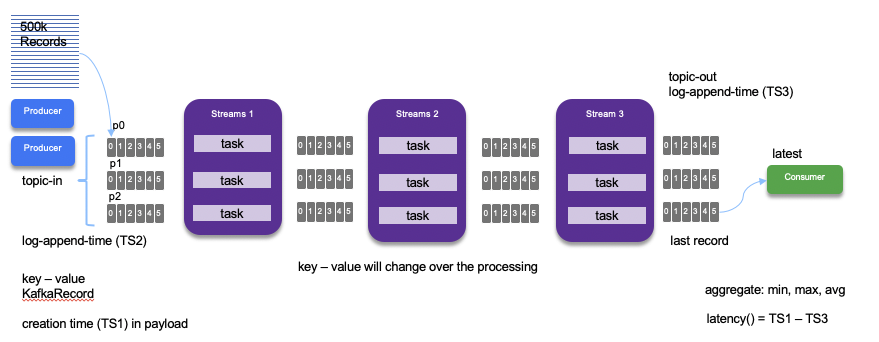 500k
Records
Producer
Producer
topic-in
log-append-time (TS2)
key – value
KafkaRecord
creation time (TS1) in payload
p0
0 1 2 3 4 5
p1
0 1 2 3 4 5
p2
0 1 2 3 4 5
Streams 1
task
task
task
0 1 2 3 4 5
0 1 2 3 4 5
0 1 2 3 4 5
Streams 2
task
task
task
0 1 2 3 4 5
0 1 2 3 4 5
0 1 2 3 4 5
Stream 3
task
task
task
key – value will change over the processing
topic-out
log-append-time (TS3)
0 1 2 3 4 5
0 1 2 3 4 5
0 1 2 3 4 5
last record
latest
Consumer
aggregate: min, max, avg
latency() = TS1 – TS3